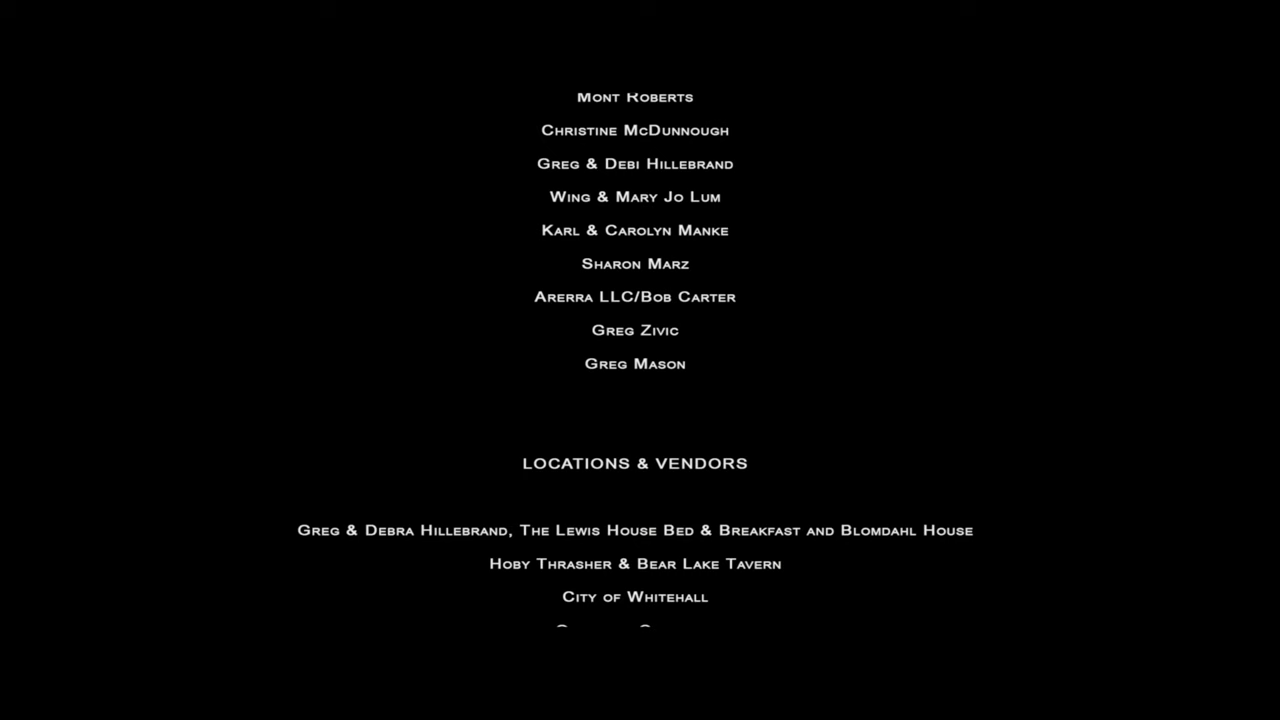 Mont Roberts
Christine McDunnough
Greg & Debi Hillebrand
Wing & Mary Jo Lum
Karl & Carolyn Manke
Sharon Marz
Arerra LLC/Bob Carter
Greg Zivic
Greg Mason
LOCATIONS & VENDORS
Greg & Debra Hillebrand, The Lewis House Bed & Breakfast and Blomdahl House
Hoby Thrasher & Bear Lake Tavern
City of Whitehall